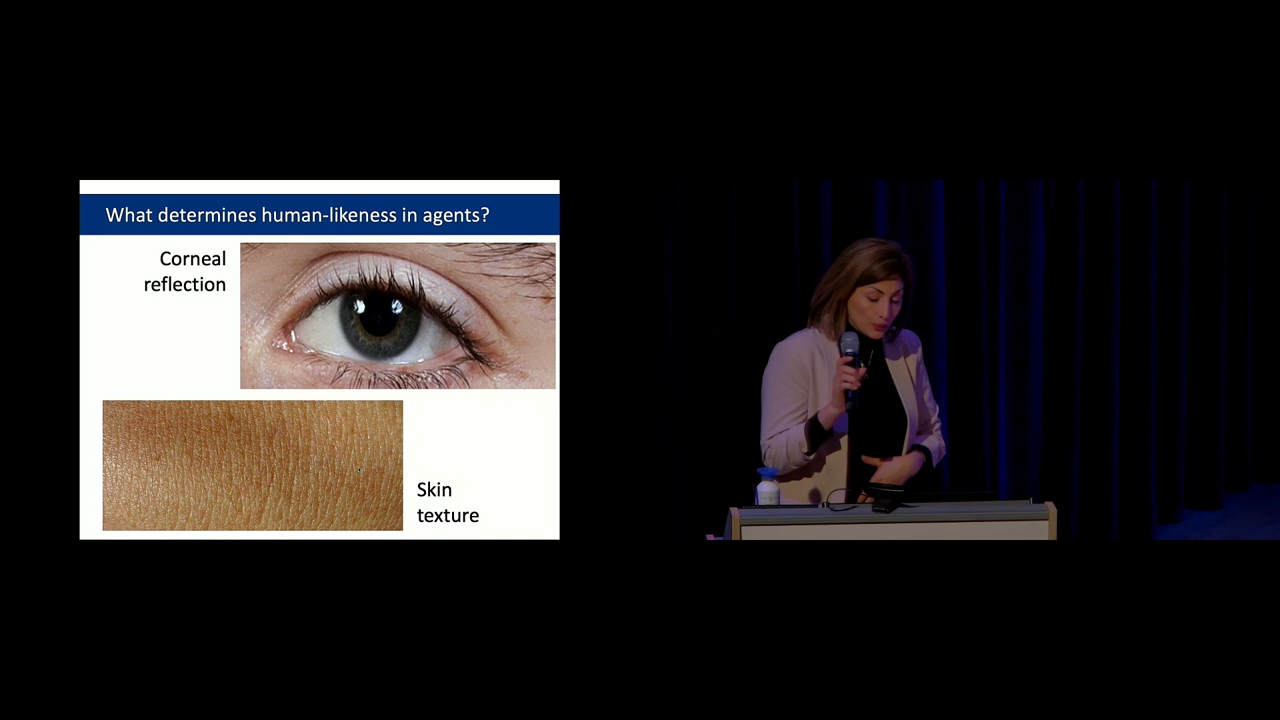 What determines human-likeness in agents?
Corneal
reflection
Skin
texture